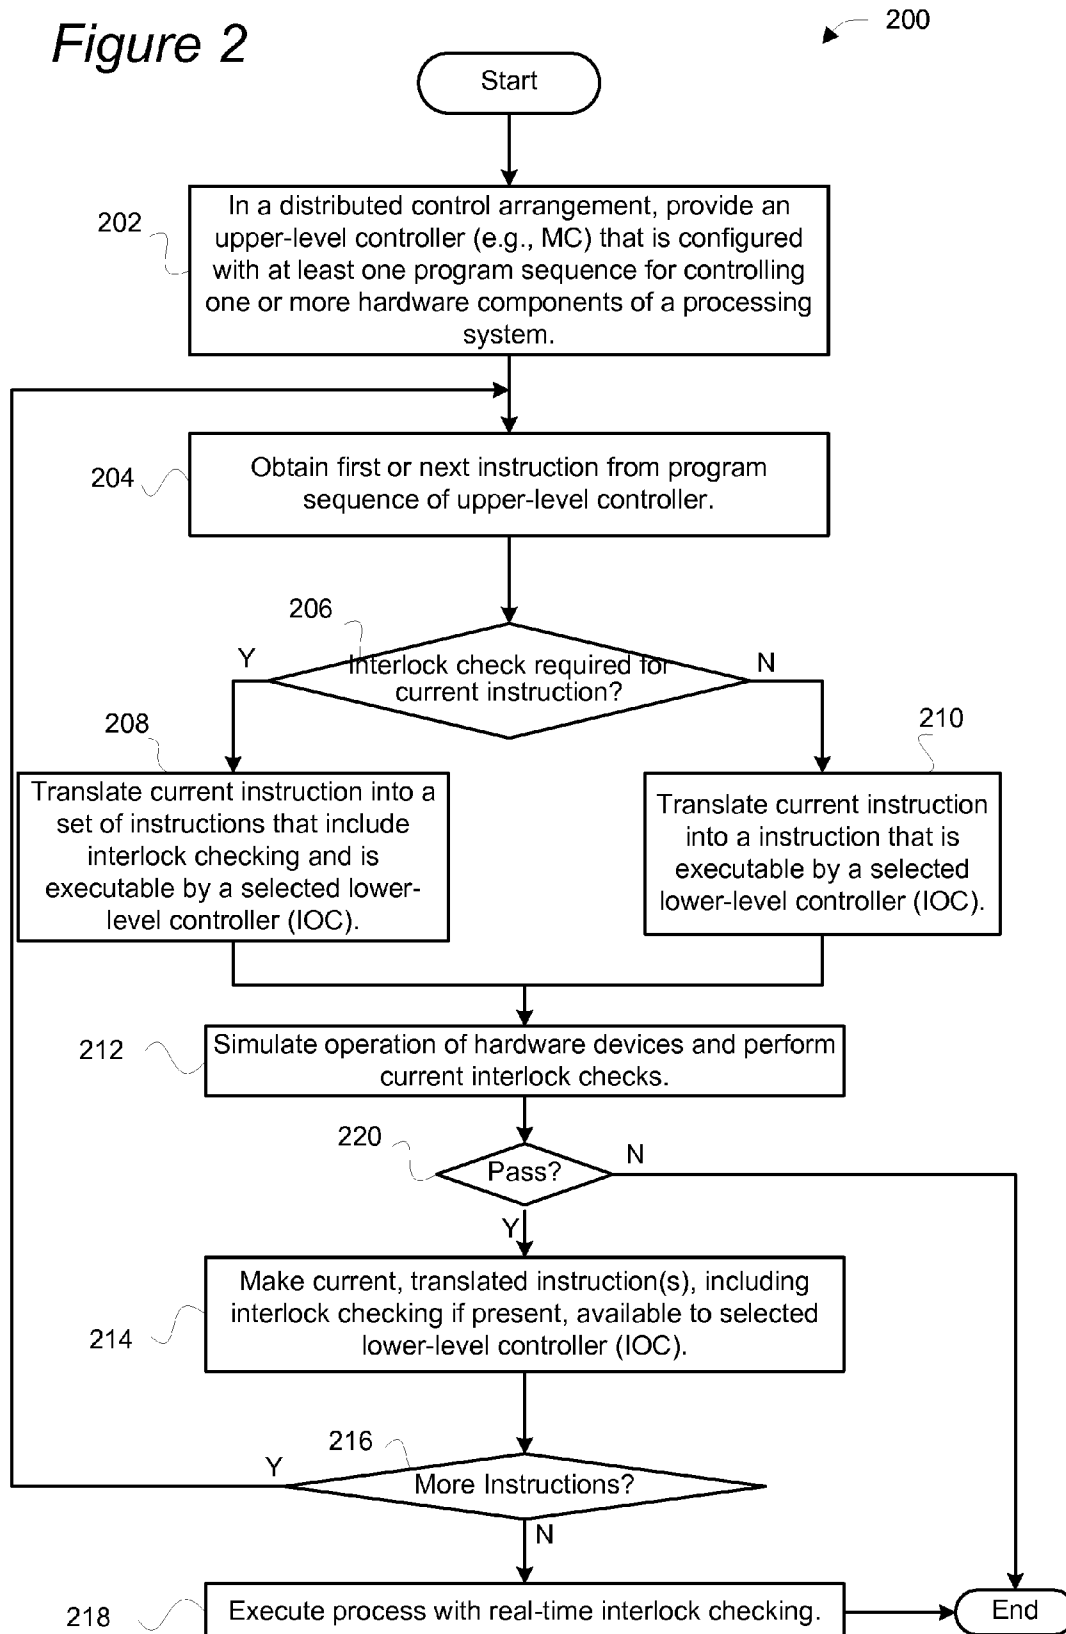 Figure 2
200
Start
202
In a distributed control arrangement, provide an
upper-level controller (e.g., MC) that is configured
with at least one program sequence for controlling
one or more hardware components of a processing
system.
204
Obtain first or next instruction from program
sequence of upper-level controller.
206
Y
Interlock check required for
current instruction?
N
208
Translate current instruction into a
set of instructions that include
interlock checking and is
executable by a selected lower-
level controller (IOC).
210
Translate current instruction
into a instruction that is
executable by a selected
lower-level controller (IOC).
212
Simulate operation of hardware devices and perform
current interlock checks.
220
Pass?
N
Y
214
Make current, translated instruction(s), including
interlock checking if present, available to selected
lower-level controller (IOC).
216
Y
More Instructions?
N
218
Execute process with real-time interlock checking.
End